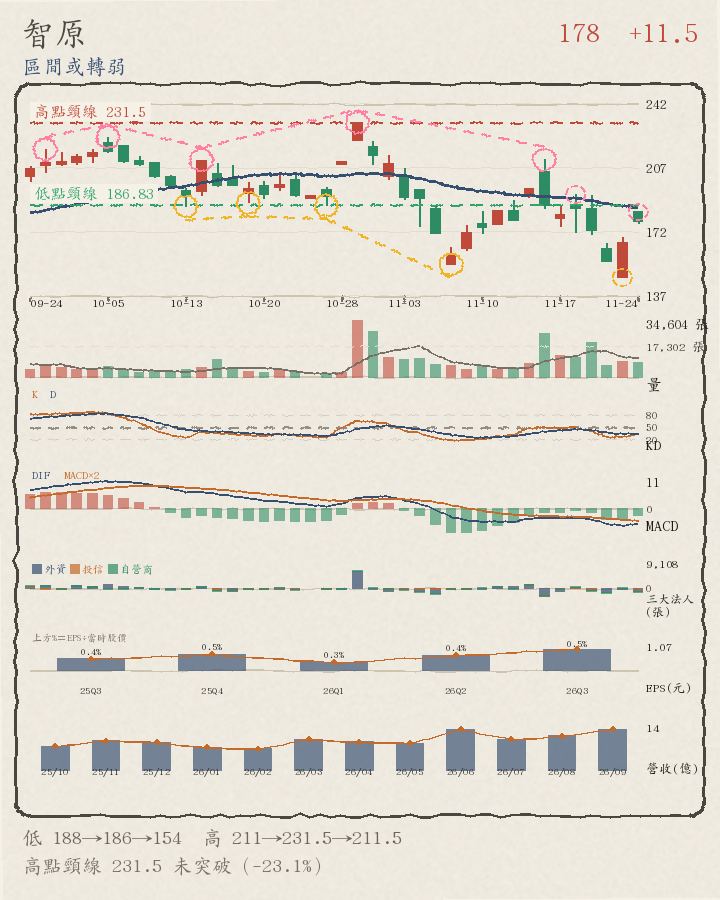 智原
178 +11.5
區間或轉弱
高點頸線 231.5
低點頸線 186.83
242
207
172
137
09-24 10-05 10-13 10-20 10-28 11-03 11-10 11-17 11-24
34,604 張
17,302 張
量
K D
80
50
20
KD
DIF MACD×2
11
0
MACD
外資 投信 自營商
9,108
0
三大法人
(張)
上方%=EPS÷當時股價
0.4% 0.5% 0.3% 0.4% 0.5%
1.07
25Q3 25Q4 26Q1 26Q2 26Q3
EPS(元)
14
25/10 25/11 25/12 26/01 26/02 26/03 26/04 26/05 26/06 26/07 26/08 26/09
營收(億)
低 188→186→154 高 211→231.5→211.5
高點頸線 231.5 未突破 (-23.1%)